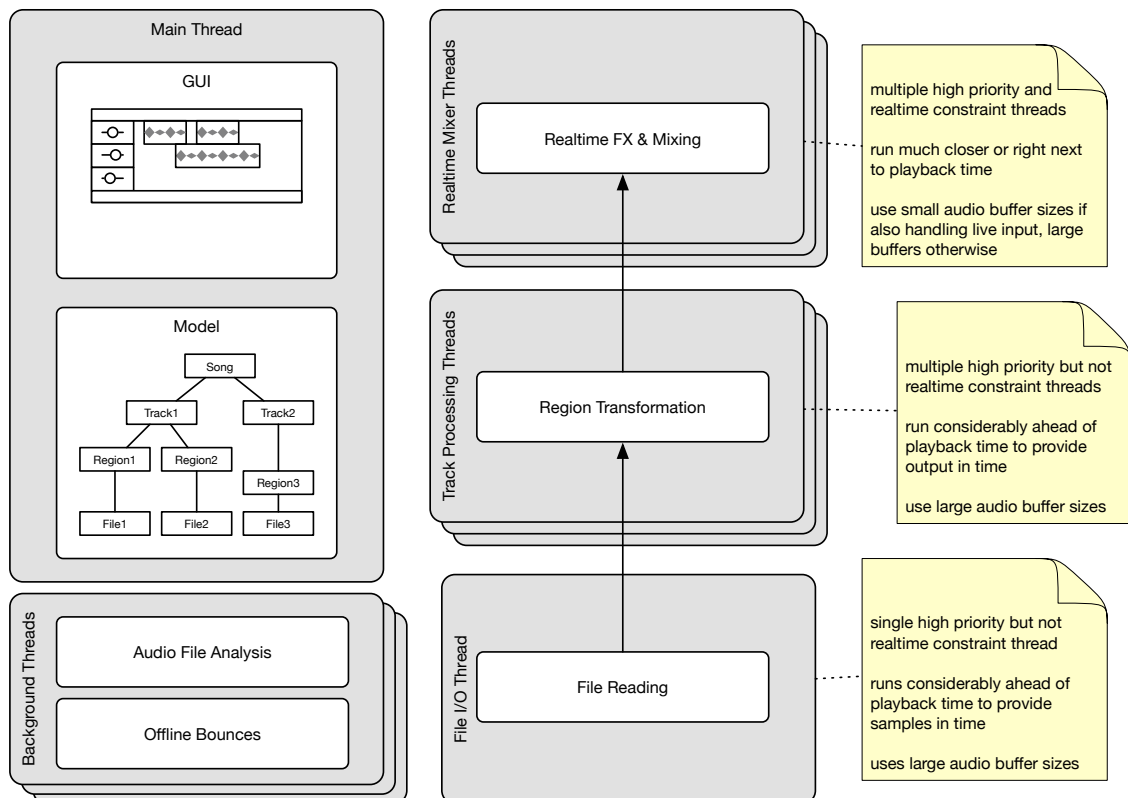 Main Thread
GUI
Model
Song
Track1
Track2
Region1
Region2
Region3
File1
File2
File3
Background Threads
Audio File Analysis
Offline Bounces
Realtime Mixer Threads
Realtime FX & Mixing
multiple high priority and
realtime constraint threads
run much closer or right next
to playback time
use small audio buffer sizes if
also handling live input, large
buffers otherwise
Track Processing Threads
Region Transformation
multiple high priority but not
realtime constraint threads
run considerably ahead of
playback time to provide
output in time
use large audio buffer sizes
File I/O Thread
File Reading
single high priority but not
realtime constraint thread
runs considerably ahead of
playback time to provide
samples in time
uses large audio buffer sizes